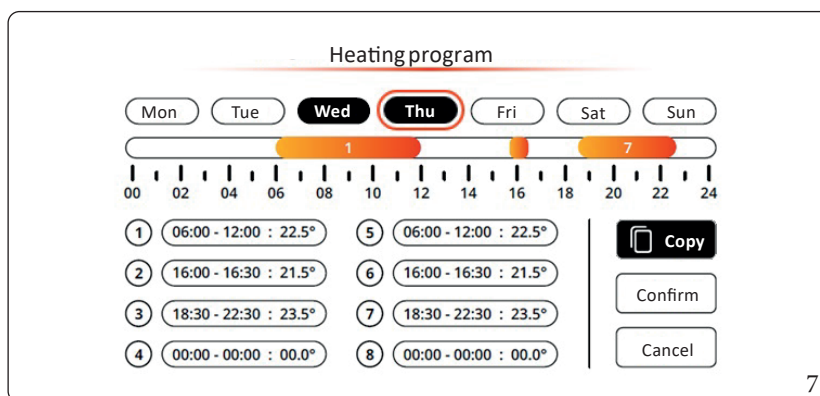 Heating program
Mon Tue Wed Thu Fri Sat Sun
1 7
00 02 04 06 08 10 12 14 16 18 20 22 24
1 06:00 - 12:00 : 22.5° 5 06:00 - 12:00 : 22.5° Copy
2 16:00 - 16:30 : 21.5° 6 16:00 - 16:30 : 21.5°
Confirm
3 18:30 - 22:30 : 23.5° 7 18:30 - 22:30 : 23.5°
4 00:00 - 00:00 : 00.0° 8 00:00 - 00:00 : 00.0° Cancel
7